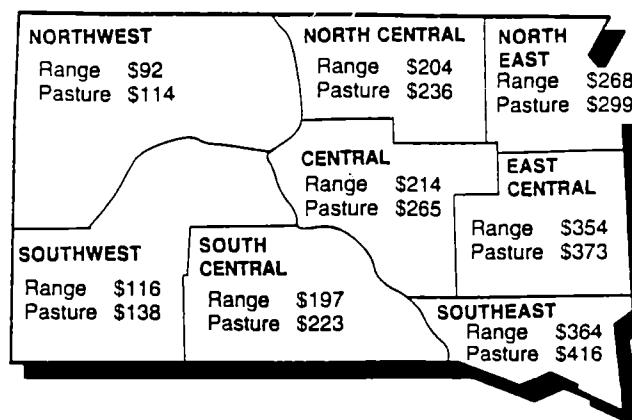 NORTHWEST
Range $92
Pasture $114
NORTH CENTRAL
Range $204
Pasture $236
NORTH
EAST
Range $268
Pasture $299
CENTRAL
Range $214
Pasture $265
EAST
CENTRAL
Range $354
Pasture $373
SOUTHWEST
Range $116
Pasture $138
SOUTH
CENTRAL
Range $197
Pasture $223
SOUTHEAST
Range $364
Pasture $416